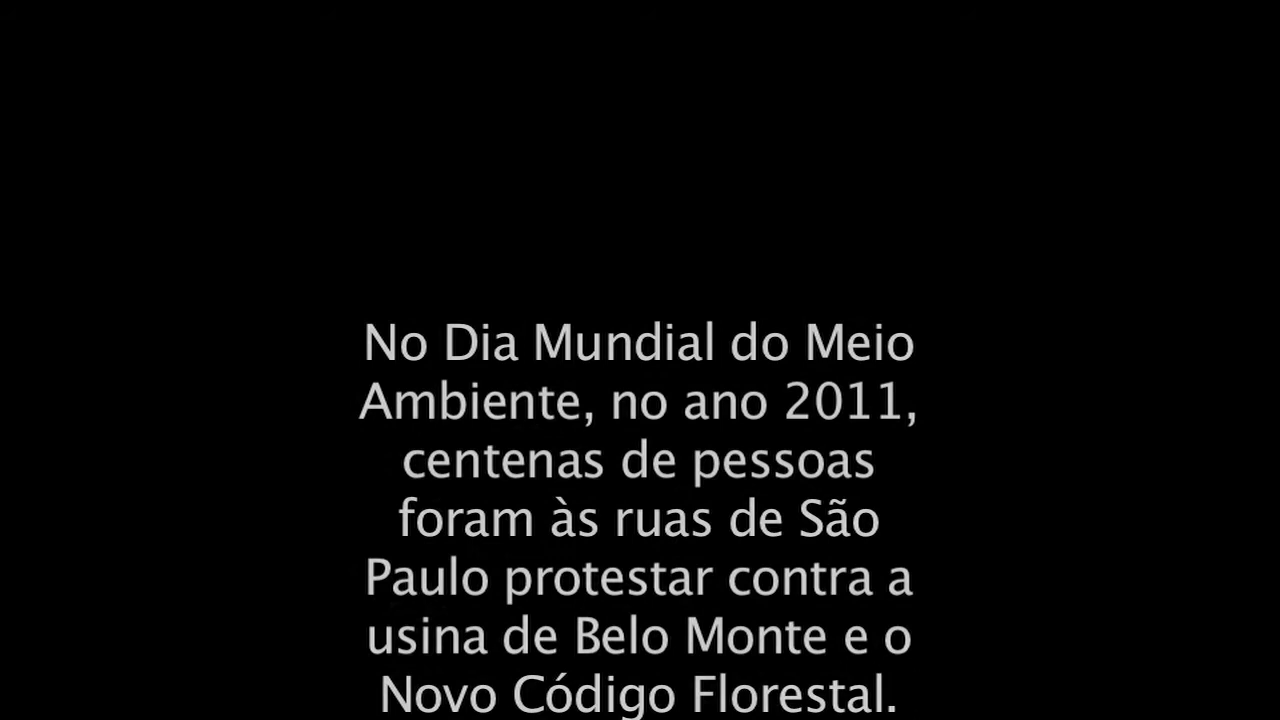 No Dia Mundial do Meio
Ambiente, no ano 2011,
centenas de pessoas
foram às ruas de São
Paulo protestar contra a
usina de Belo Monte e o
Novo Código Florestal.